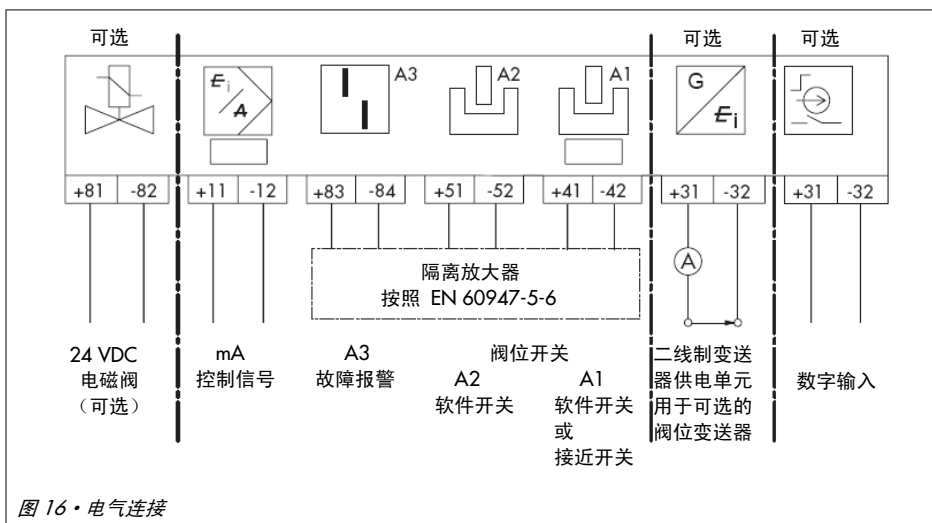 可选 可选 可选
E i / A A3 A2 A1 G / E i
+81 -82 +11 -12 +83 -84 +51 -52 +41 -42 +31 -32 +31 -32
A
隔离放大器
按照 EN 60947-5-6
24 VDC
电磁阀
（可选）
mA
控制信号
A3
故障报警
阀位开关
A2
软件开关
A1
软件开关
或
接近开关
二线制变送
器供电单元
用于可选的
阀位变送器
数字输入
图 16 • 电气连接